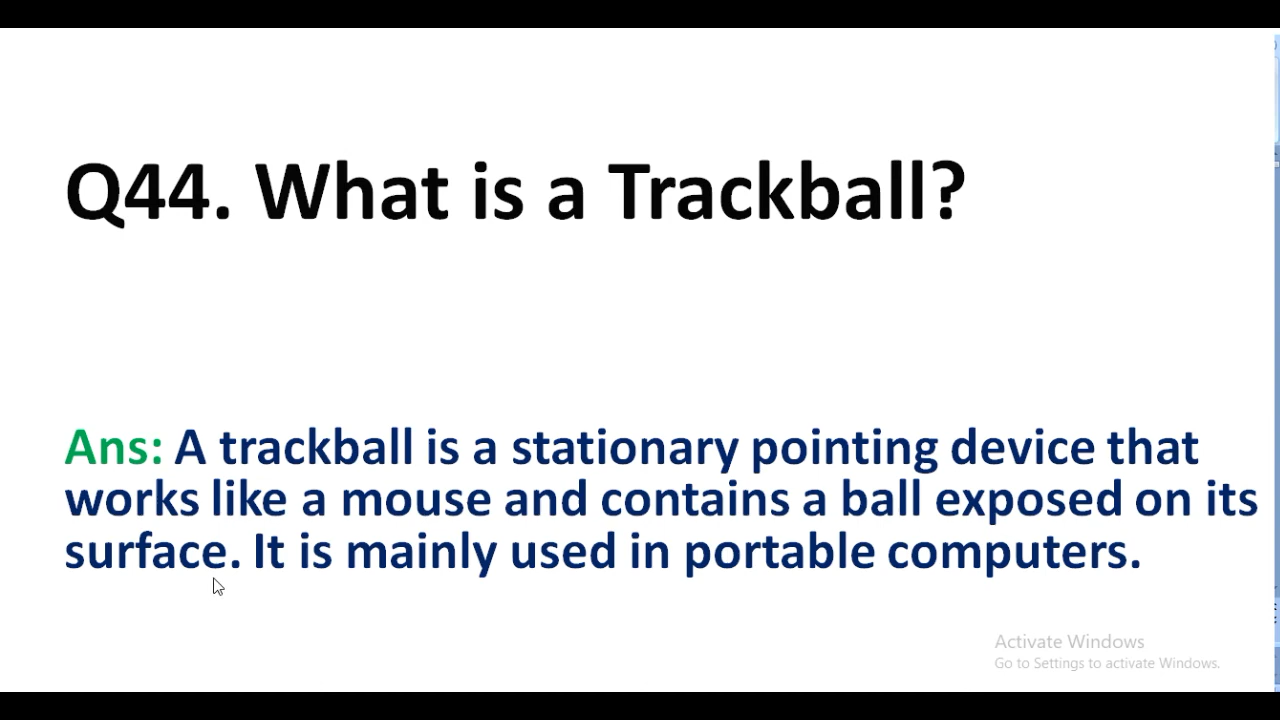 Q44. What is a Trackball?
Ans: A trackball is a stationary pointing device that
works like a mouse and contains a ball exposed on its
surface. It is mainly used in portable computers.
Activate Windows
Go to Settings to activate Windows.